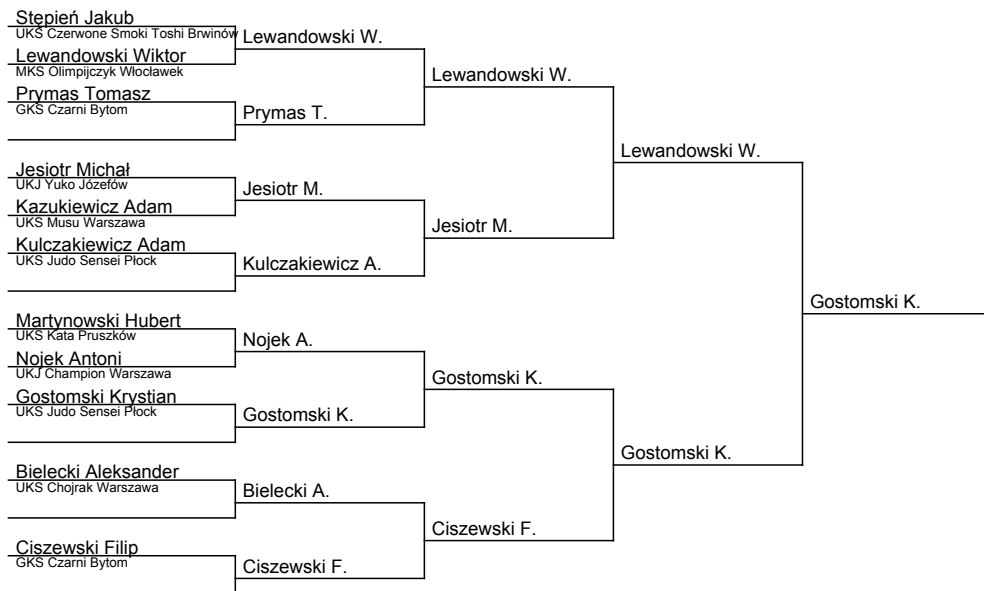 Stępień Jakub
UKS Czerwone Smoki Toshi Brwinów
Lewandowski W.
Lewandowski Wiktor
MKS Olimpijczyk Włocławek
Lewandowski W.
Prymas Tomasz
GKS Czarni Bytom
Prymas T.
Lewandowski W.
Jesiotr Michał
UKJ Yuko Józefów
Jesiotr M.
Kazukiewicz Adam
UKS Musu Warszawa
Jesiotr M.
Kulczakiewicz Adam
UKS Judo Sensei Płock
Kulczakiewicz A.
Gostomski K.
Martynowski Hubert
UKS Kata Pruszków
Nojek A.
Nojek Antoni
UKJ Champion Warszawa
Gostomski K.
Gostomski Krystian
UKS Judo Sensei Płock
Gostomski K.
Gostomski K.
Bielecki Aleksander
UKS Chojrak Warszawa
Bielecki A.
Ciszewski F.
Ciszewski Filip
GKS Czarni Bytom
Ciszewski F.